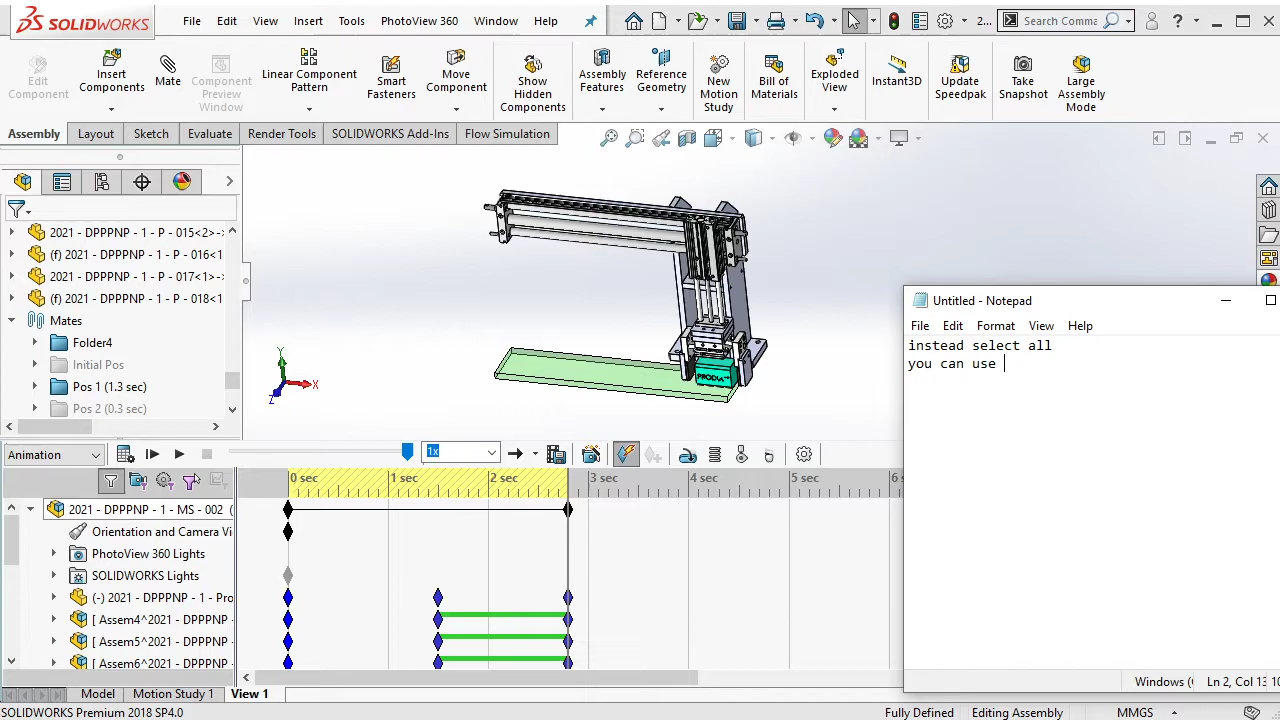 SOLIDWORKS
File Edit View Insert Tools PhotoView 360 Window Help
2... Search Comma
Edit Component
Insert Components
Mate
Component Preview Window
Linear Component Pattern
Smart Fasteners
Move Component
Show Hidden Components
Assembly Features
Reference Geometry
New Motion Study
Bill of Materials
Exploded View
Instant3D
Update Speedpak
Take Snapshot
Large Assembly Mode
Assembly Layout Sketch Evaluate Render Tools SOLIDWORKS Add-Ins Flow Simulation
2021 - DPPPNP - 1 - P - 015<2>->
(f) 2021 - DPPPNP - 1 - P - 016<1
2021 - DPPPNP - 1 - P - 017<1>->
(f) 2021 - DPPPNP - 1 - P - 018<1
Mates
Folder4
Initial Pos
Pos 1 (1.3 sec)
Pos 2 (0.3 sec)
Y
X
Z
Untitled - Notepad
File Edit Format View Help
instead select all
you can use
Windows (
Ln 2, Col 13
10
Animation
1x
0 sec 1 sec 2 sec 3 sec 4 sec 5 sec 6
2021 - DPPPNP - 1 - MS - 002 (
Orientation and Camera Vi
PhotoView 360 Lights
SOLIDWORKS Lights
(-) 2021 - DPPPNP - 1 - Pro
[ Assem4^2021 - DPPPNP -
[ Assem5^2021 - DPPPNP -
[ Assem6^2021 - DPPPNP -
Model Motion Study 1 View 1
SOLIDWORKS Premium 2018 SP4.0
Fully Defined Editing Assembly MMGS